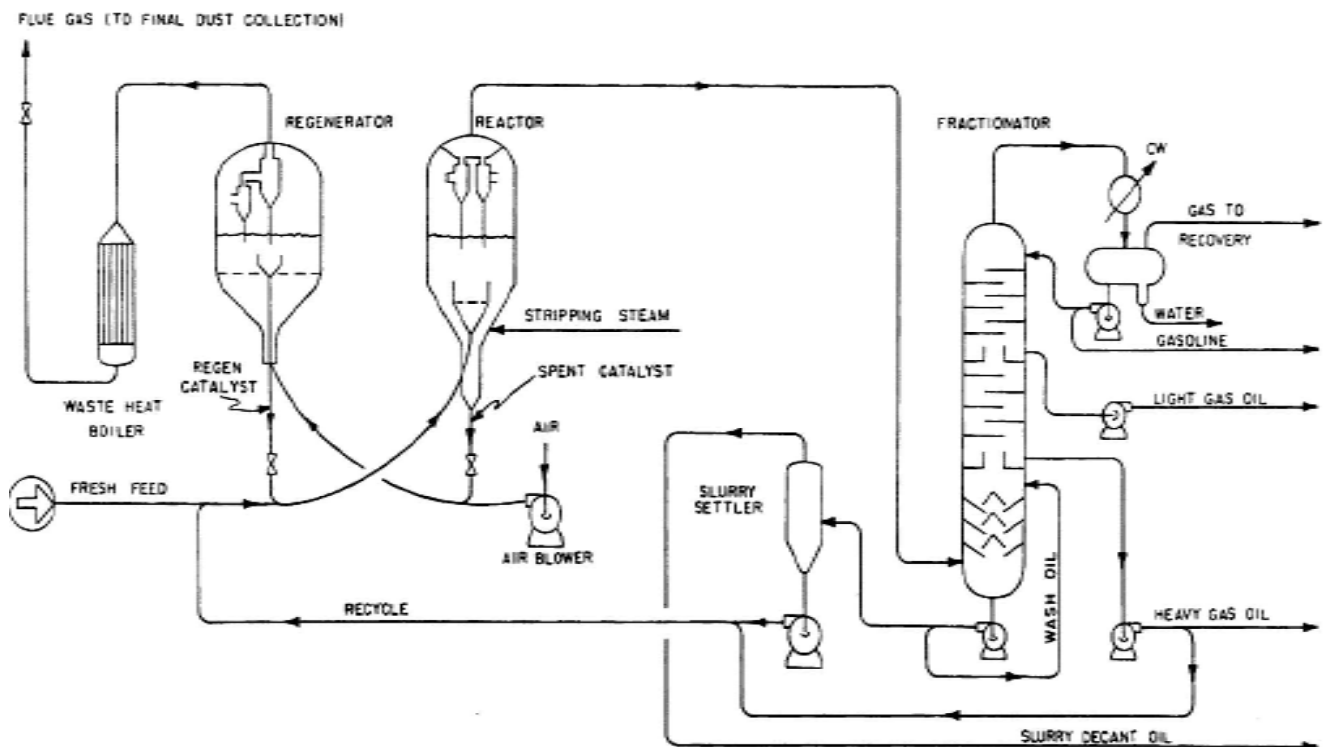 FLUE GAS (TO FINAL DUST COLLECTION)
REGENERATOR
REACTOR
FRACTIONATOR
CW
GAS TO
RECOVERY
STRIPPING STEAM
WATER
GASOLINE
REGEN
CATALYST
SPENT CATALYST
WASTE HEAT
BOILER
LIGHT GAS OIL
AIR
FRESH FEED
SLURRY
SETTLER
AIR BLOWER
WASH OIL
RECYCLE
HEAVY GAS OIL
SLURRY DECANT OIL